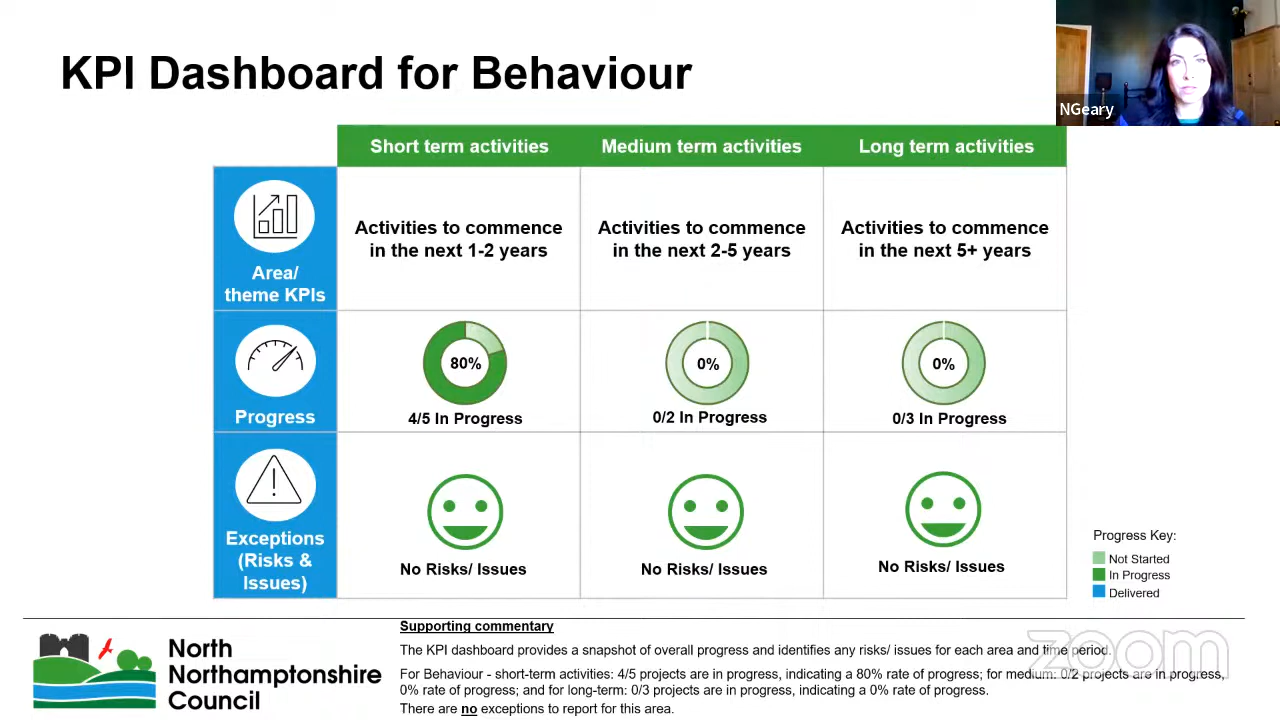 KPI Dashboard for Behaviour
NGeary
Short term activities
Medium term activities
Long term activities
Area/
theme KPIs
Activities to commence
in the next 1-2 years
Activities to commence
in the next 2-5 years
Activities to commence
in the next 5+ years
Progress
80%
4/5 In Progress
0%
0/2 In Progress
0%
0/3 In Progress
Exceptions
(Risks &
Issues)
No Risks/ Issues
No Risks/ Issues
No Risks/ Issues
Progress Key:
Not Started
In Progress
Delivered
North
Northamptonshire
Council
Supporting commentary
The KPI dashboard provides a snapshot of overall progress and identifies any risks/ issues for each area and time period.
For Behaviour - short-term activities: 4/5 projects are in progress, indicating a 80% rate of progress; for medium: 0/2 projects are in progress,
0% rate of progress; and for long-term: 0/3 projects are in progress, indicating a 0% rate of progress.
There are no exceptions to report for this area.
zoom